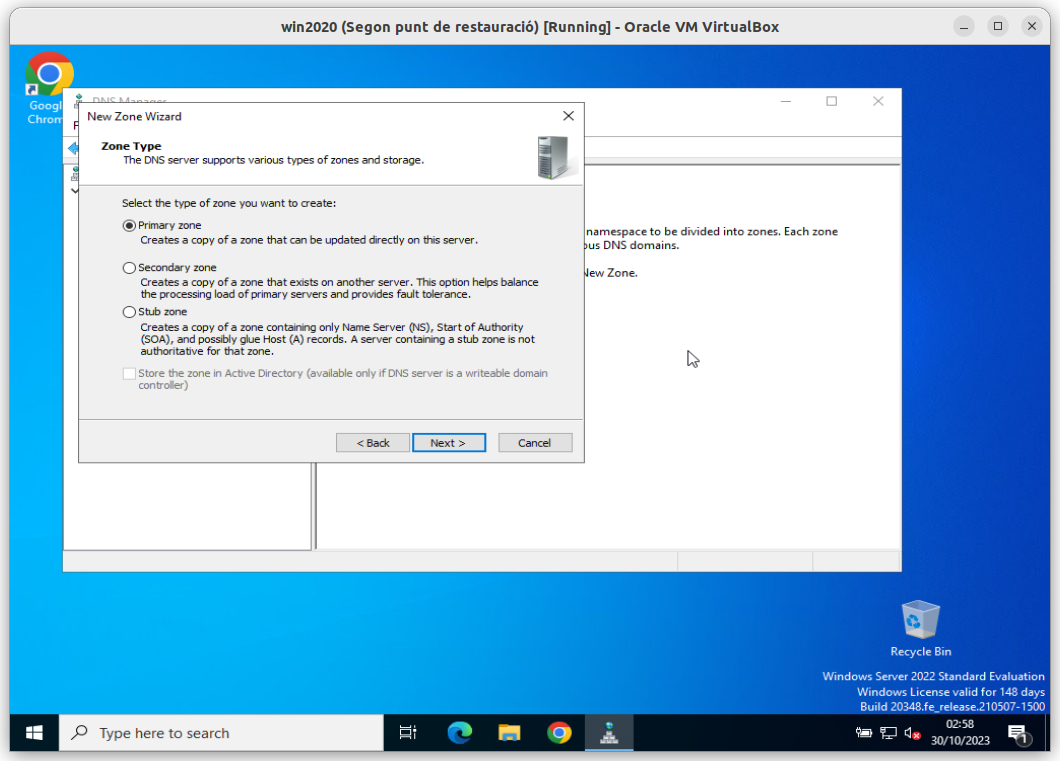 win2020 (Segon punt de restauració) [Running] - Oracle VM VirtualBox
Googl
Chrom
DNS Manager
F
New Zone Wizard
Zone Type
The DNS server supports various types of zones and storage.
Select the type of zone you want to create:
Primary zone
Creates a copy of a zone that can be updated directly on this server.
Secondary zone
Creates a copy of a zone that exists on another server. This option helps balance
the processing load of primary servers and provides fault tolerance.
Stub zone
Creates a copy of a zone containing only Name Server (NS), Start of Authority
(SOA), and possibly glue Host (A) records. A server containing a stub zone is not
authoritative for that zone.
Store the zone in Active Directory (available only if DNS server is a writeable domain
controller)
< Back
Next >
Cancel
namespace to be divided into zones. Each zone
ous DNS domains.
New Zone.
Recycle Bin
Windows Server 2022 Standard Evaluation
Windows License valid for 148 days
Build 20348.fe_release.210507-1500
Type here to search
02:58
30/10/2023
1